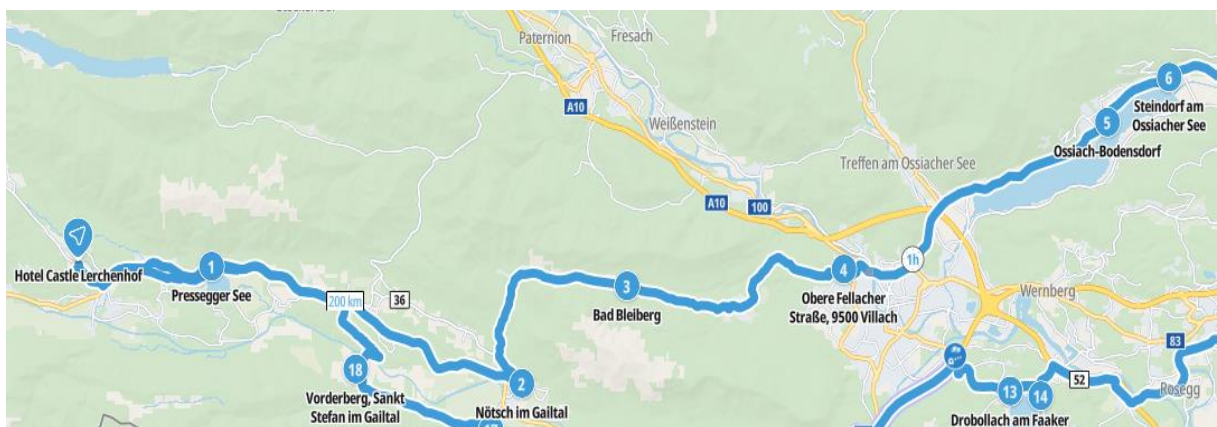 Paternion
Fresach
A10
Weißenstein
6
Steindorf am
Ossiacher See
5
Ossiach-Bodensdorf
Treffen am Ossiacher See
A10
100
Hotel Castle Lerchenhof
1
Pressegger See
200 km
36
3
Bad Bleiberg
4
Obere Fellacher
Straße, 9500 Villach
1h
Wernberg
83
18
Vorderberg, Sankt
Stefan im Gailtal
2
Nötsch im Gailtal
17
13
14
52
Rosegg
Drobollach am Faaker